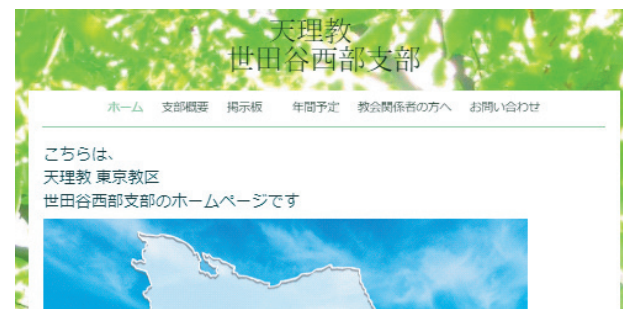 天理教
世田谷西部支部
ホーム 支部概要 掲示板 年間予定 教会関係者の方へ お問い合わせ
こちらは、
天理教 東京教区
世田谷西部支部のホームページです